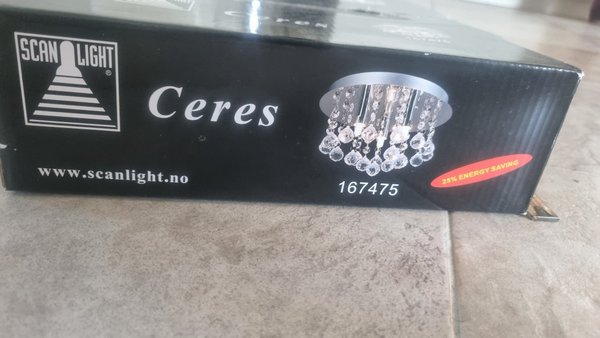 SCAN LIGHT
®
Ceres
www.scanlight.no
167475
25% ENERGY SAVING